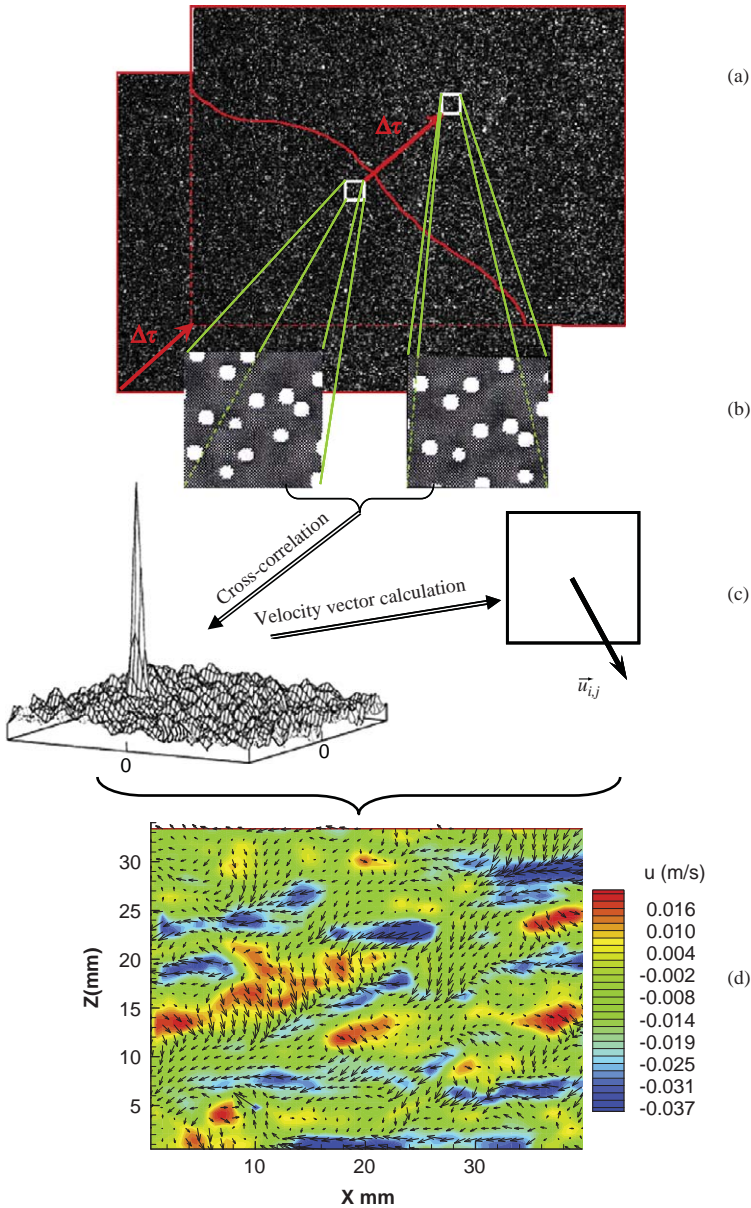 (a)
Δτ
Δτ
(b)
Cross-correlation
Velocity vector calculation
(c)
u⃗i,j
0
0
(d)
u (m/s)
0.016
0.010
0.004
-0.002
-0.008
-0.014
-0.019
-0.025
-0.031
-0.037
Z(mm)
30
25
20
15
10
5
10
20
30
X mm